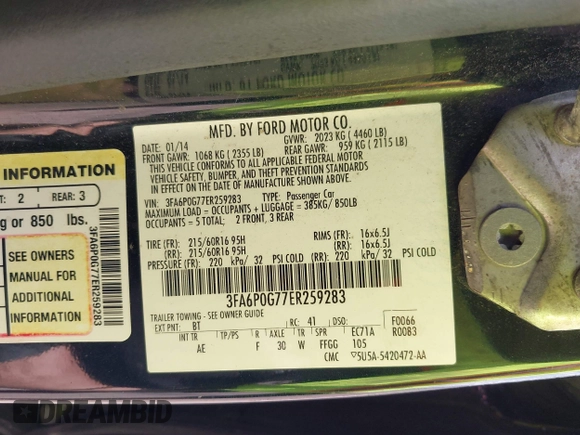 MFD. BY FORD MOTOR CO.
DATE: 01/14 GVWR: 2023 KG ( 4460 LB)
FRONT GAWR: 1068 KG ( 2355 LB) REAR GAWR: 959 KG ( 2115 LB)
THIS VEHICLE CONFORMS TO ALL APPLICABLE FEDERAL MOTOR
VEHICLE SAFETY, BUMPER, AND THEFT PREVENTION STANDARDS
IN EFFECT ON THE DATE OF MANUFACTURE SHOWN ABOVE.
VIN: 3FA6P0G77ER259283 TYPE: Passenger Car
MAXIMUM LOAD = OCCUPANTS + LUGGAGE = 385KG/ 850LB
OCCUPANTS = 5 TOTAL; 2 FRONT, 3 REAR
TIRE (FR): 215/60R16 95H RIMS (FR): 16x6.5J
(RR): 215/60R16 95H (RR): 16x6.5J
PRESSURE (FR): 220 kPa/ 32 PSI COLD (RR): 220 kPa/ 32 PSI COLD
3FA6P0G77ER259283
TRAILER TOWING - SEE OWNER GUIDE
EXT PNT: BT RC: 41 DSO: F0066
INT TR TP/PS R AXLE TR SPR EC71A R0083
AE F 30 W FFGG 105
CMC 5U5A-5420472-AA
INFORMATION
2 REAR: 3
g or 850 lbs.
SEE OWNERS
MANUAL FOR
ADDITIONAL
INFORMATION
3FA6P0G77ER259283
DREAMBID